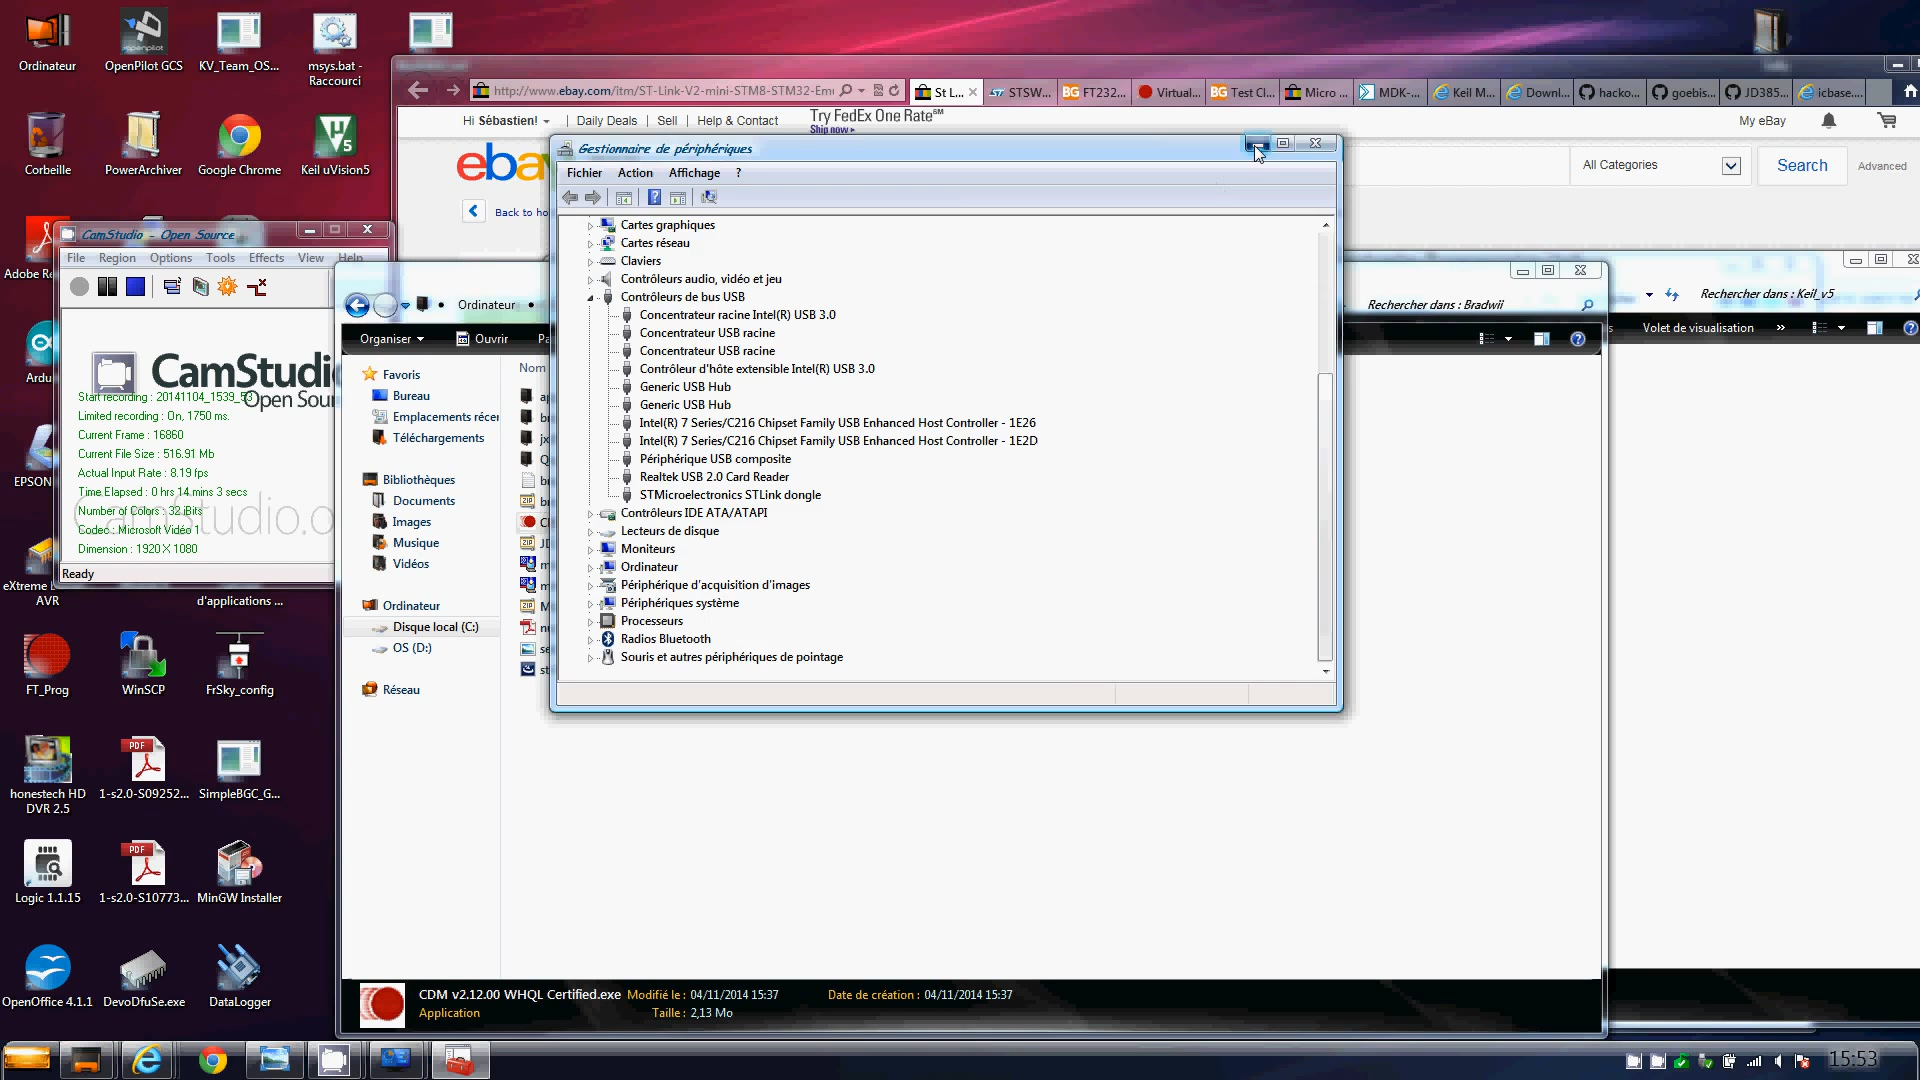 Ordinateur
OpenPilot GCS
KV_Team_OS...
msys.bat - Raccourci
Corbeille
PowerArchiver
Google Chrome
Keil uVision5
http://www.ebay.com/itm/ST-Link-V2-mini-STM8-STM32-Em
St L...
STSW...
FT232...
Virtual...
Test Cl...
Micro ...
MDK-...
Keil M...
Downl...
hacko...
goebis...
JD385...
icbase....
Hi Sébastien!
Daily Deals
Sell
Help & Contact
Try FedEx One Rate℠
Ship now ▸
My eBay
ebay
All Categories
Search
Advanced
Back to ho
Gestionnaire de périphériques
Fichier
Action
Affichage
?
Cartes graphiques
Cartes réseau
Claviers
Contrôleurs audio, vidéo et jeu
Contrôleurs de bus USB
Concentrateur racine Intel(R) USB 3.0
Concentrateur USB racine
Concentrateur USB racine
Contrôleur d'hôte extensible Intel(R) USB 3.0
Generic USB Hub
Generic USB Hub
Intel(R) 7 Series/C216 Chipset Family USB Enhanced Host Controller - 1E26
Intel(R) 7 Series/C216 Chipset Family USB Enhanced Host Controller - 1E2D
Périphérique USB composite
Realtek USB 2.0 Card Reader
STMicroelectronics STLink dongle
Contrôleurs IDE ATA/ATAPI
Lecteurs de disque
Moniteurs
Ordinateur
Périphérique d'acquisition d'images
Périphériques système
Processeurs
Radios Bluetooth
Souris et autres périphériques de pointage
CamStudio - Open Source
File
Region
Options
Tools
Effects
View
Help
CamStudio
Open Sour
Start recording : 20141104_1539_53
Limited recording : On, 1750 ms.
Current Frame : 16860
Current File Size : 516.91 Mb
Actual Input Rate : 8.19 fps
Time Elapsed : 0 hrs 14 mins 3 secs
Number of Colors : 32 Bits
Codec : Microsoft Vidéo 1
Dimension : 1920 X 1080
CamStudio.o
Ready
Adobe Re
Ardu
EPSON
eXtreme
AVR
d'applications ...
Ordinateur
Rechercher dans : Bradwii
Rechercher dans : Keil_v5
Organiser
Ouvrir
Pa
Volet de visualisation
»
Favoris
Bureau
Emplacements récen
Téléchargements
Bibliothèques
Documents
Images
Musique
Vidéos
Ordinateur
Disque local (C:)
OS (D:)
Réseau
Nom
FT_Prog
WinSCP
FrSky_config
honestech HD DVR 2.5
1-s2.0-S09252...
SimpleBGC_G...
Logic 1.1.15
1-s2.0-S10773...
MinGW Installer
OpenOffice 4.1.1
DevoDfuSe.exe
DataLogger
CDM v2.12.00 WHQL Certified.exe
Modifié le : 04/11/2014 15:37
Date de création : 04/11/2014 15:37
Application
Taille : 2,13 Mo
15:53